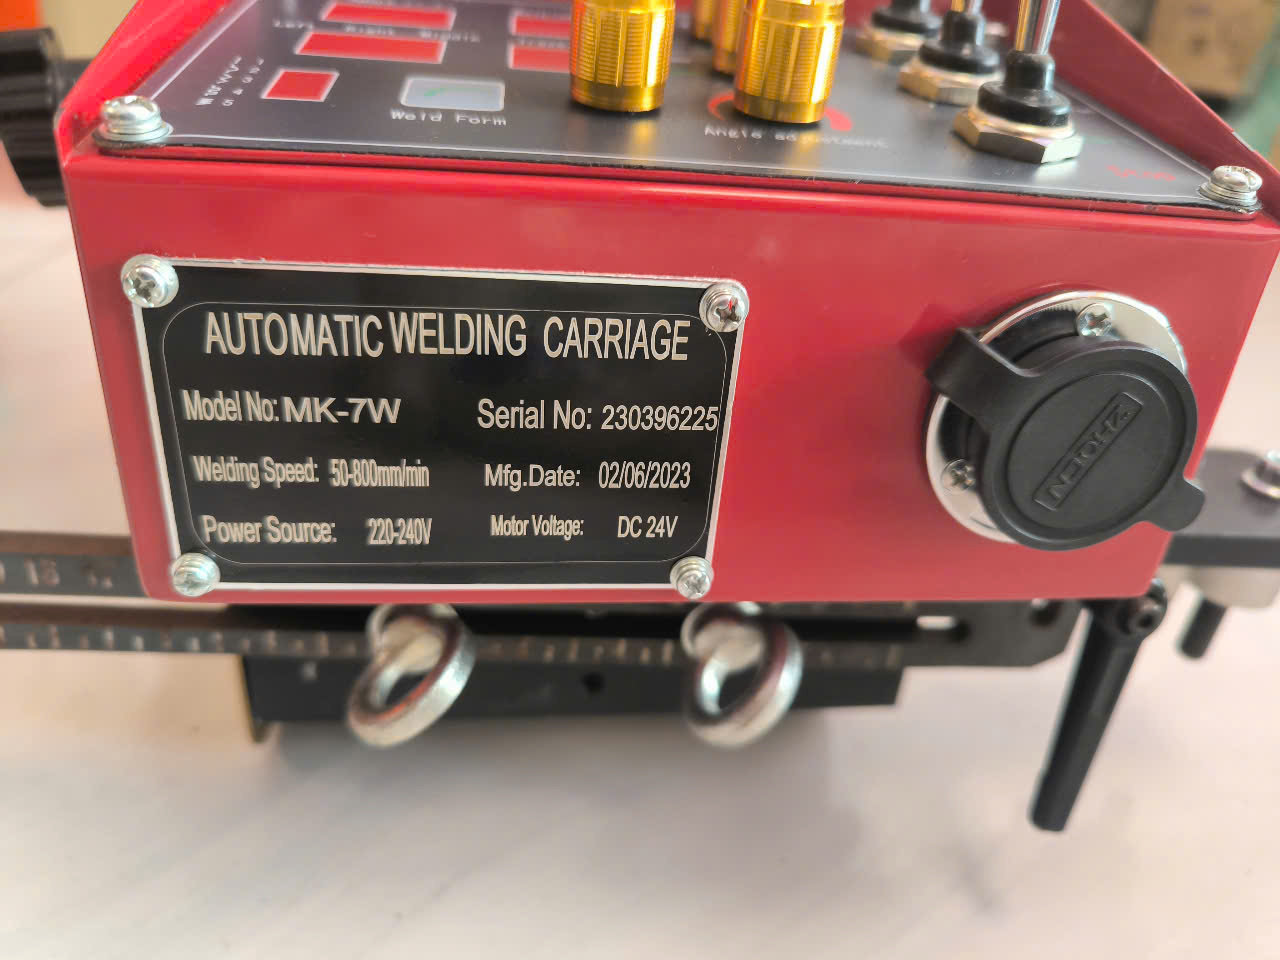 Weld Form
AUTOMATIC WELDING CARRIAGE
Model No: MK-7W
Serial No: 230396225
Welding Speed: 50-800mm/min
Mfg.Date: 02/06/2023
Power Source: 220-240V
Motor Voltage: DC 24V
ZHOCN